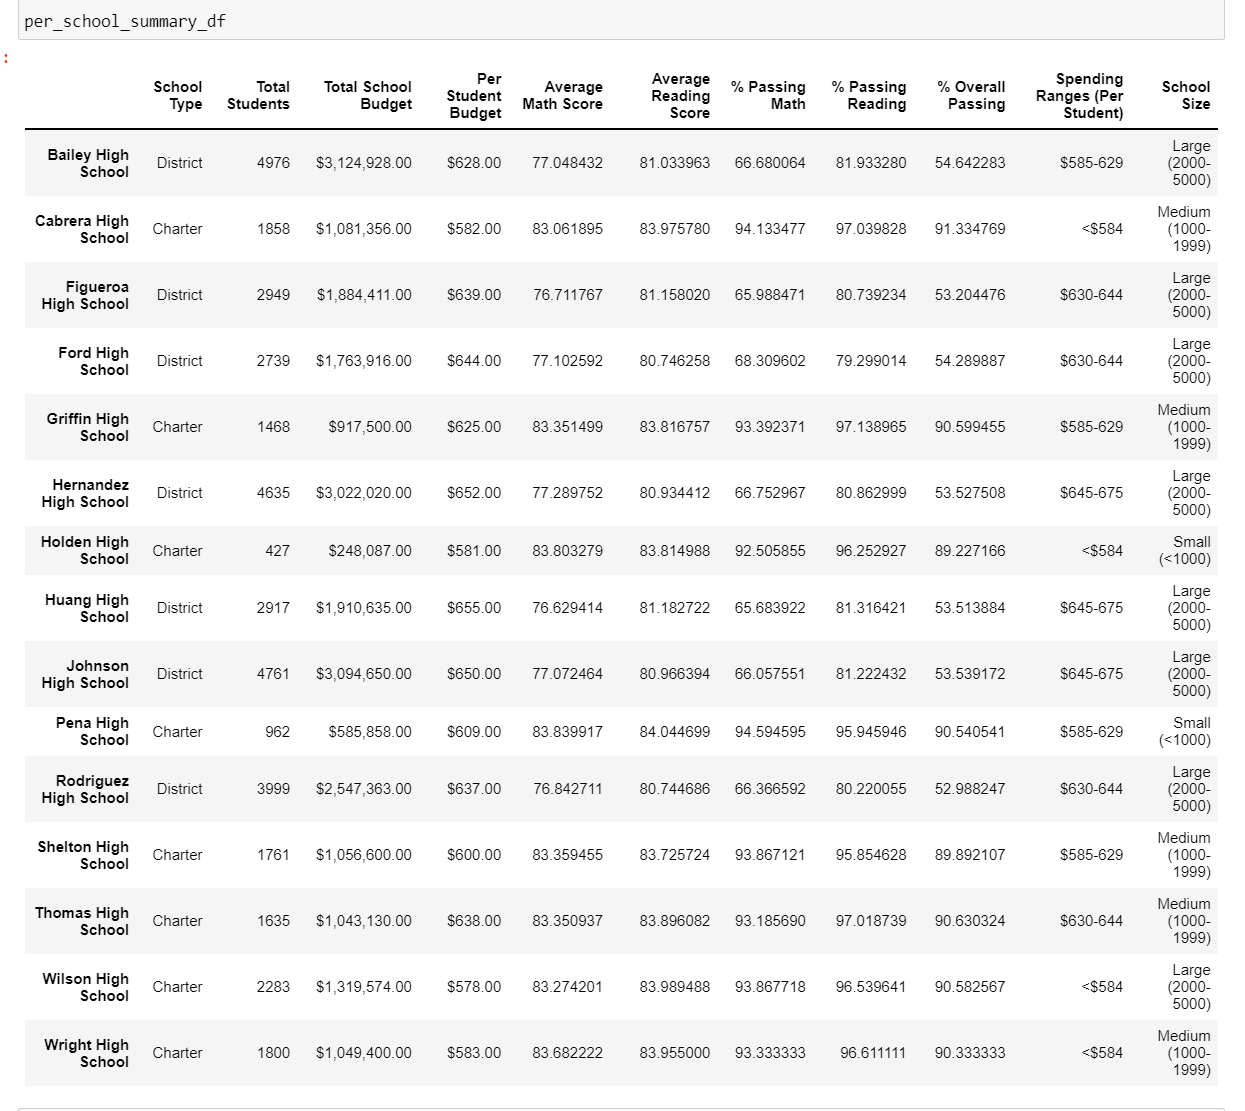 per_school_summary_df
:
School Type | Total Students | Total School Budget | Per Student Budget | Average Math Score | Average Reading Score | % Passing Math | % Passing Reading | % Overall Passing | Spending Ranges (Per Student) | School Size
Bailey High School | District | 4976 | $3,124,928.00 | $628.00 | 77.048432 | 81.033963 | 66.680064 | 81.933280 | 54.642283 | $585-629 | Large (2000-5000)
Cabrera High School | Charter | 1858 | $1,081,356.00 | $582.00 | 83.061895 | 83.975780 | 94.133477 | 97.039828 | 91.334769 | <$584 | Medium (1000-1999)
Figueroa High School | District | 2949 | $1,884,411.00 | $639.00 | 76.711767 | 81.158020 | 65.988471 | 80.739234 | 53.204476 | $630-644 | Large (2000-5000)
Ford High School | District | 2739 | $1,763,916.00 | $644.00 | 77.102592 | 80.746258 | 68.309602 | 79.299014 | 54.289887 | $630-644 | Large (2000-5000)
Griffin High School | Charter | 1468 | $917,500.00 | $625.00 | 83.351499 | 83.816757 | 93.392371 | 97.138965 | 90.599455 | $585-629 | Medium (1000-1999)
Hernandez High School | District | 4635 | $3,022,020.00 | $652.00 | 77.289752 | 80.934412 | 66.752967 | 80.862999 | 53.527508 | $645-675 | Large (2000-5000)
Holden High School | Charter | 427 | $248,087.00 | $581.00 | 83.803279 | 83.814988 | 92.505855 | 96.252927 | 89.227166 | <$584 | Small (<1000)
Huang High School | District | 2917 | $1,910,635.00 | $655.00 | 76.629414 | 81.182722 | 65.683922 | 81.316421 | 53.513884 | $645-675 | Large (2000-5000)
Johnson High School | District | 4761 | $3,094,650.00 | $650.00 | 77.072464 | 80.966394 | 66.057551 | 81.222432 | 53.539172 | $645-675 | Large (2000-5000)
Pena High School | Charter | 962 | $585,858.00 | $609.00 | 83.839917 | 84.044699 | 94.594595 | 95.945946 | 90.540541 | $585-629 | Small (<1000)
Rodriguez High School | District | 3999 | $2,547,363.00 | $637.00 | 76.842711 | 80.744686 | 66.366592 | 80.220055 | 52.988247 | $630-644 | Large (2000-5000)
Shelton High School | Charter | 1761 | $1,056,600.00 | $600.00 | 83.359455 | 83.725724 | 93.867121 | 95.854628 | 89.892107 | $585-629 | Medium (1000-1999)
Thomas High School | Charter | 1635 | $1,043,130.00 | $638.00 | 83.350937 | 83.896082 | 93.185690 | 97.018739 | 90.630324 | $630-644 | Medium (1000-1999)
Wilson High School | Charter | 2283 | $1,319,574.00 | $578.00 | 83.274201 | 83.989488 | 93.867718 | 96.539641 | 90.582567 | <$584 | Large (2000-5000)
Wright High School | Charter | 1800 | $1,049,400.00 | $583.00 | 83.682222 | 83.955000 | 93.333333 | 96.611111 | 90.333333 | <$584 | Medium (1000-1999)